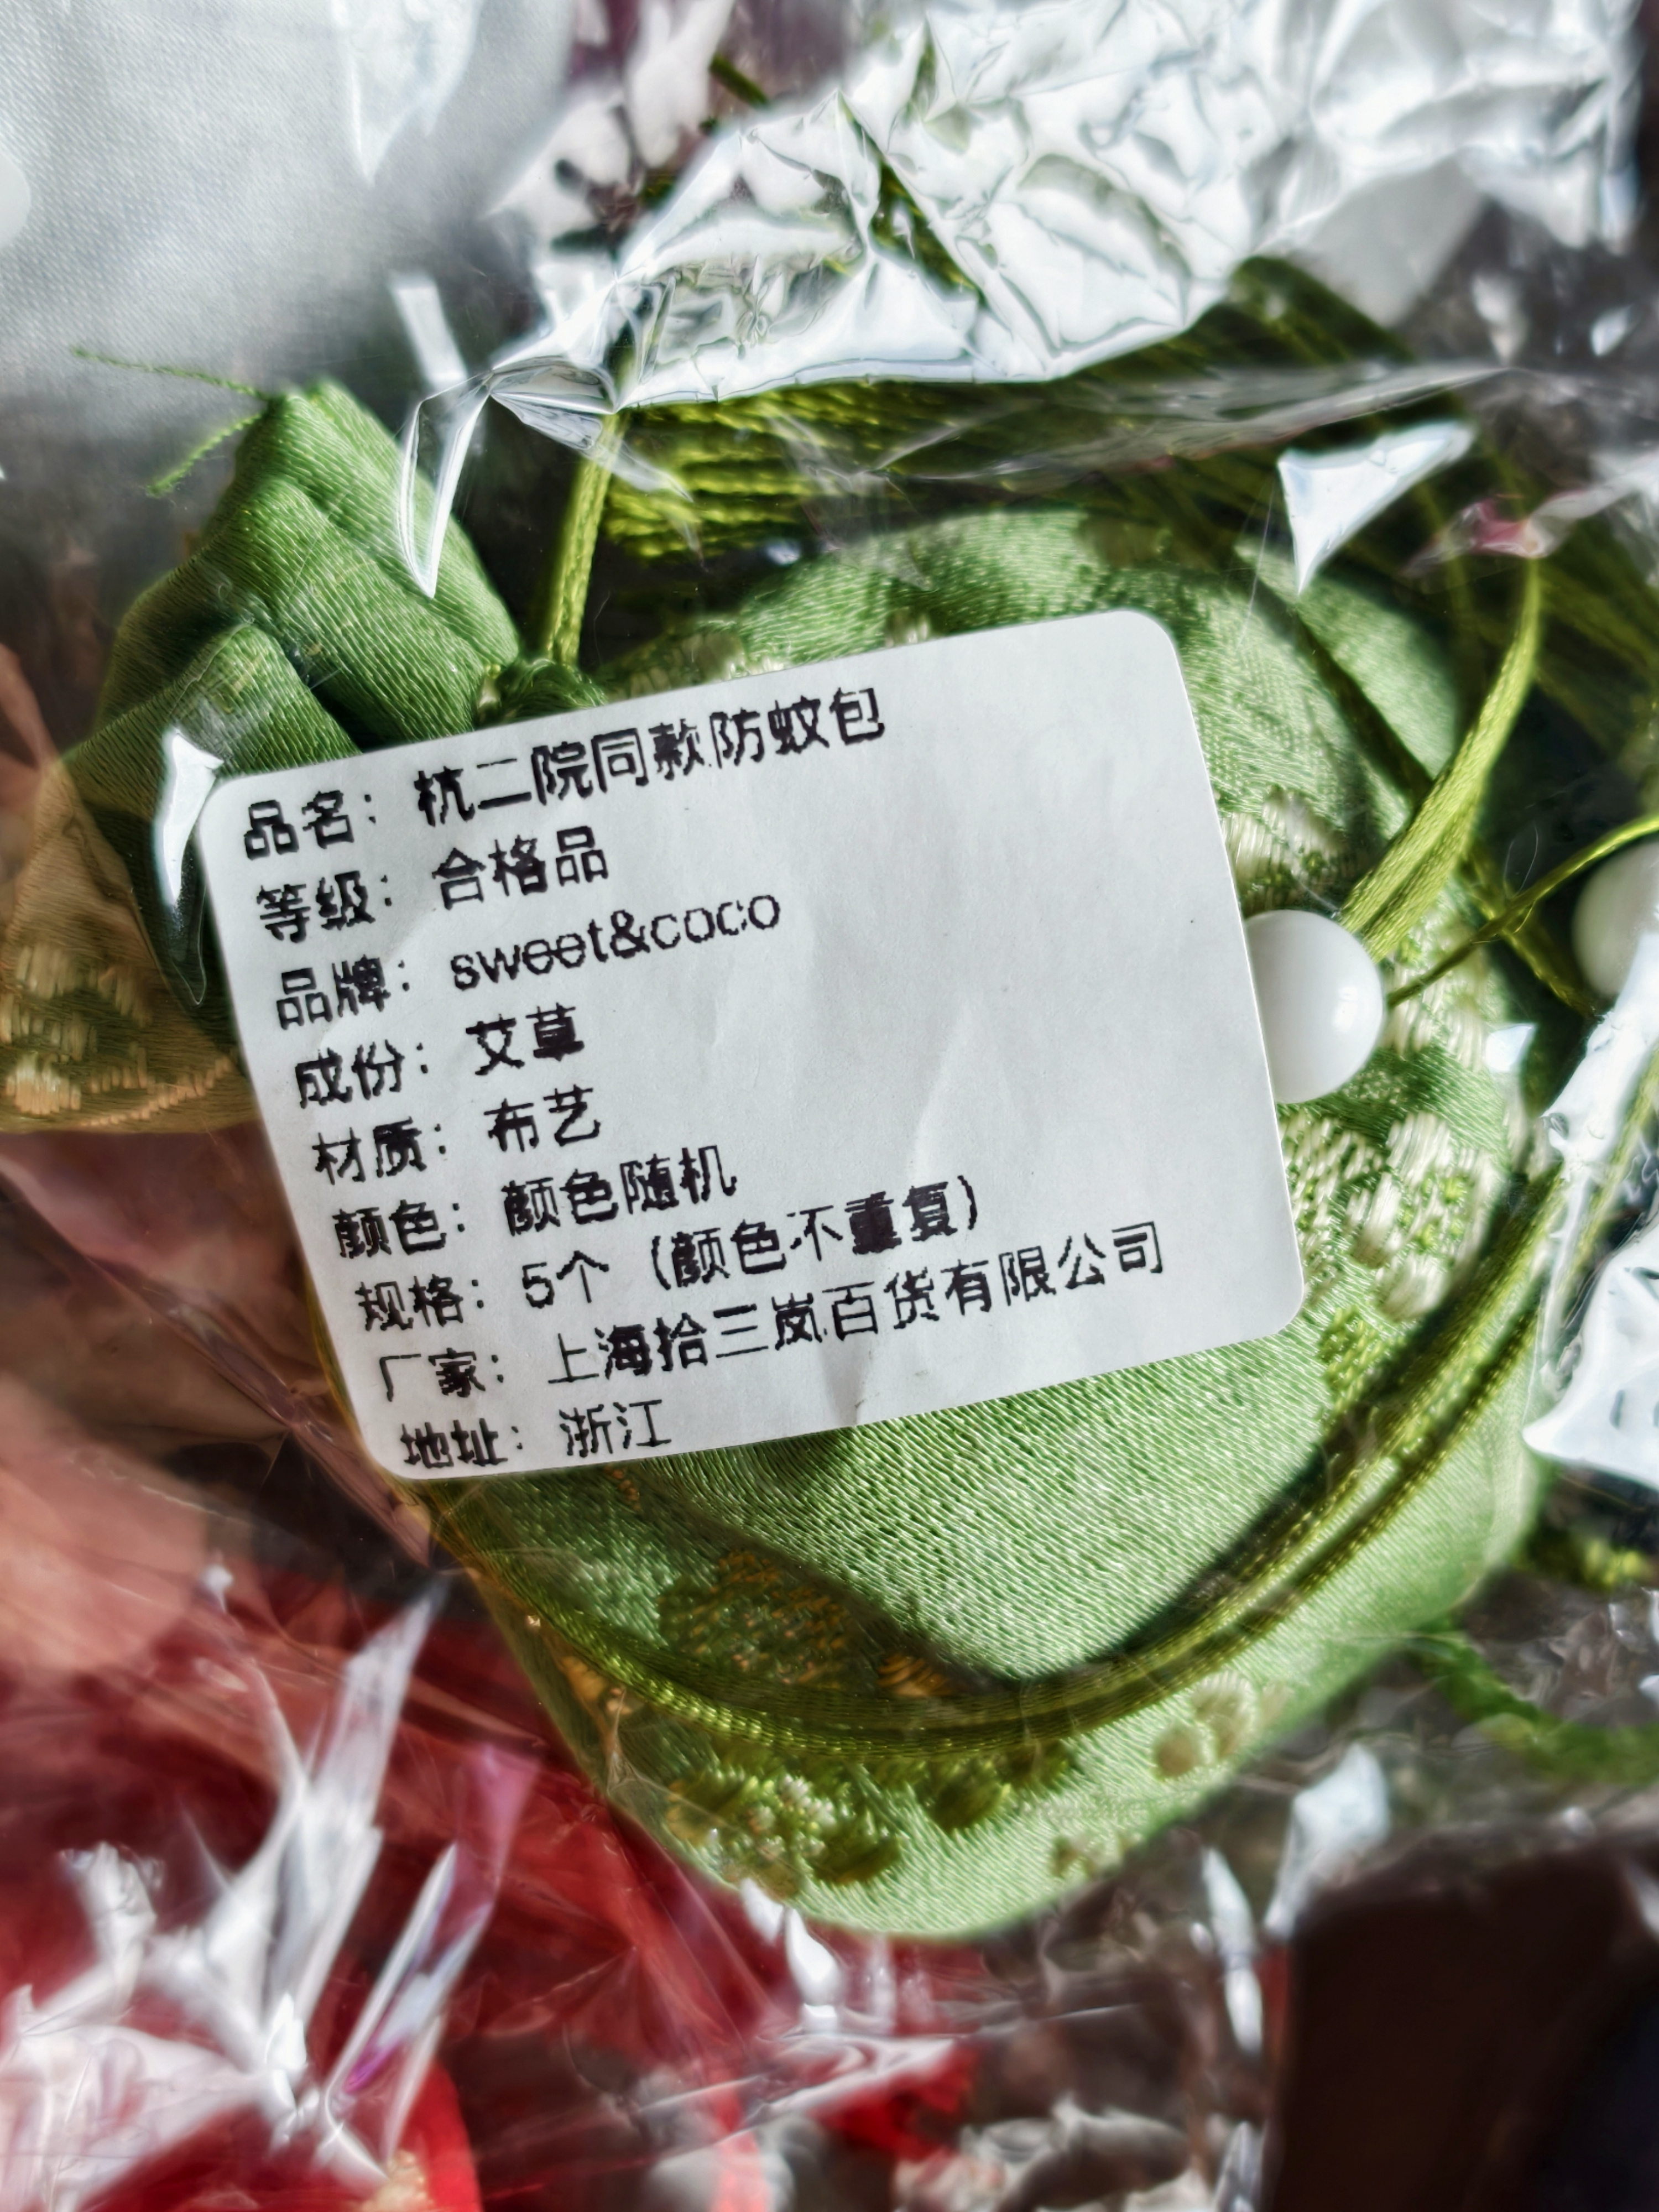 品名：杭二院同款防蚊包
等级：合格品
品牌：sweet&coco
成份：艾草
材质：布艺
颜色：颜色随机
规格：5个（颜色不重复）
厂家：上海拾三岚百货有限公司
地址：浙江